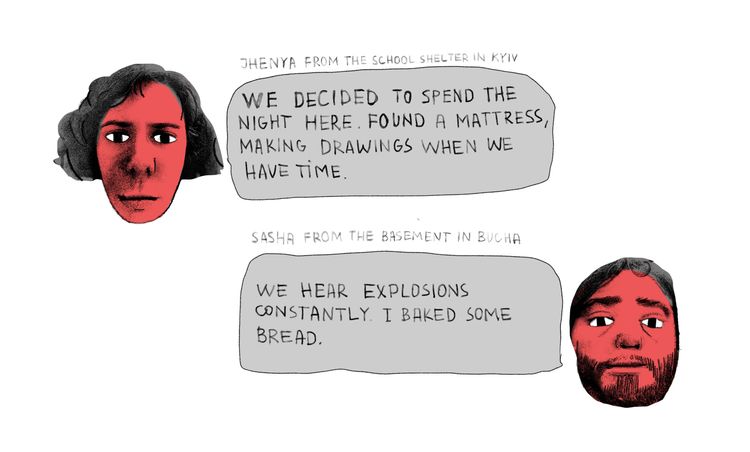 JHENYA FROM THE SCHOOL SHELTER IN KYIV
WE DECIDED TO SPEND THE
NIGHT HERE. FOUND A MATTRESS,
MAKING DRAWINGS WHEN WE
HAVE TIME.
SASHA FROM THE BASEMENT IN BUCHA
WE HEAR EXPLOSIONS
CONSTANTLY. I BAKED SOME
BREAD.